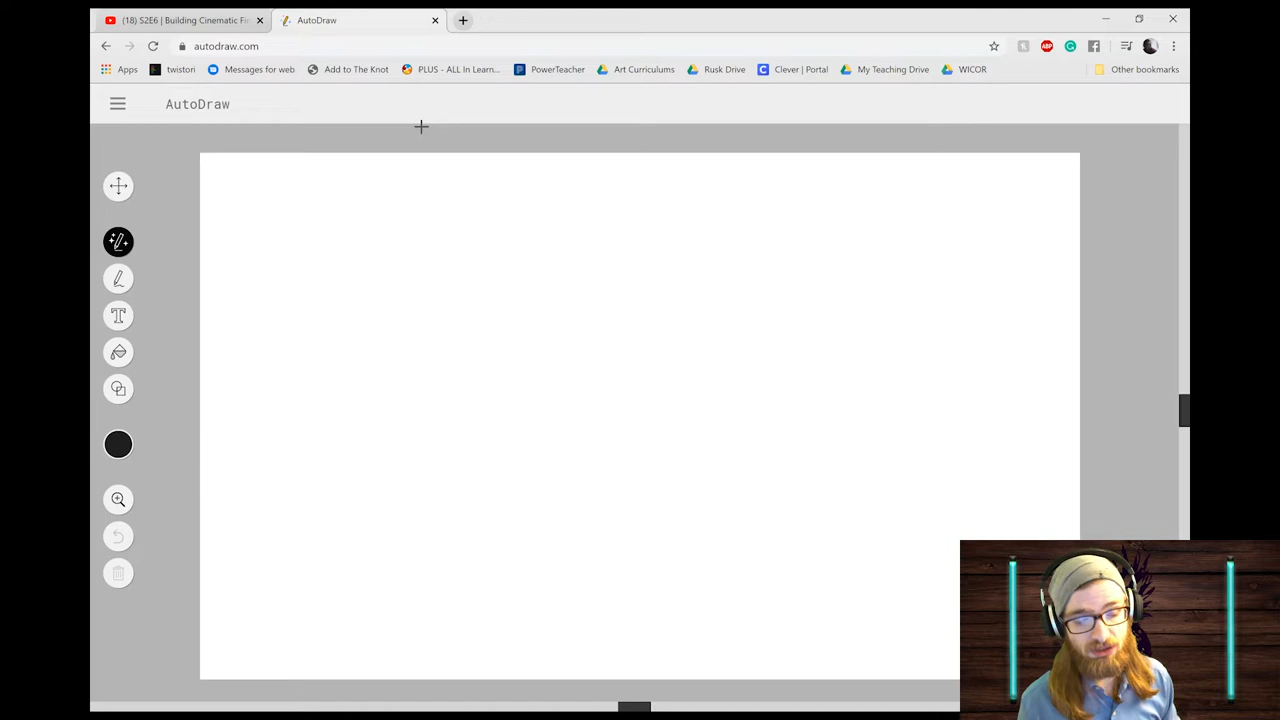 (18) S2E6 | Building Cinematic Fi
AutoDraw
autodraw.com
Apps
twistori
Messages for web
Add to The Knot
PLUS - ALL In Learn...
PowerTeacher
Art Curriculums
Rusk Drive
Clever | Portal
My Teaching Drive
WICOR
Other bookmarks
AutoDraw